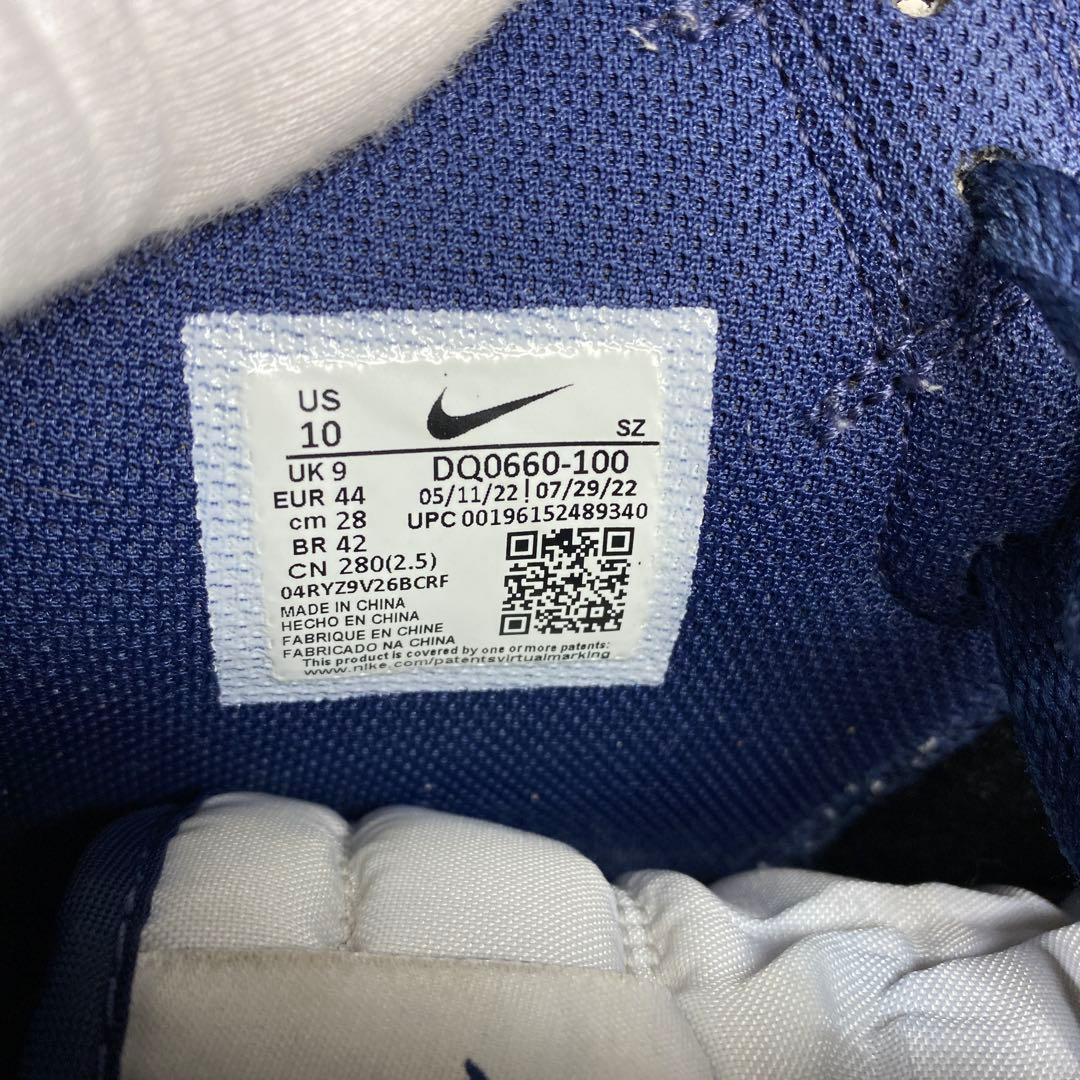 US
10
SZ
UK 9
EUR 44
cm 28
BR 42
CN 280(2.5)
DQ0660-100
05/11/22 | 07/29/22
UPC 00196152489340
04RYZ9V26BCRF
MADE IN CHINA
HECHO EN CHINA
FABRIQUE EN CHINE
FABRICADO NA CHINA
This product is covered by one or more patents:
www.nike.com/patentsvirtualmarking